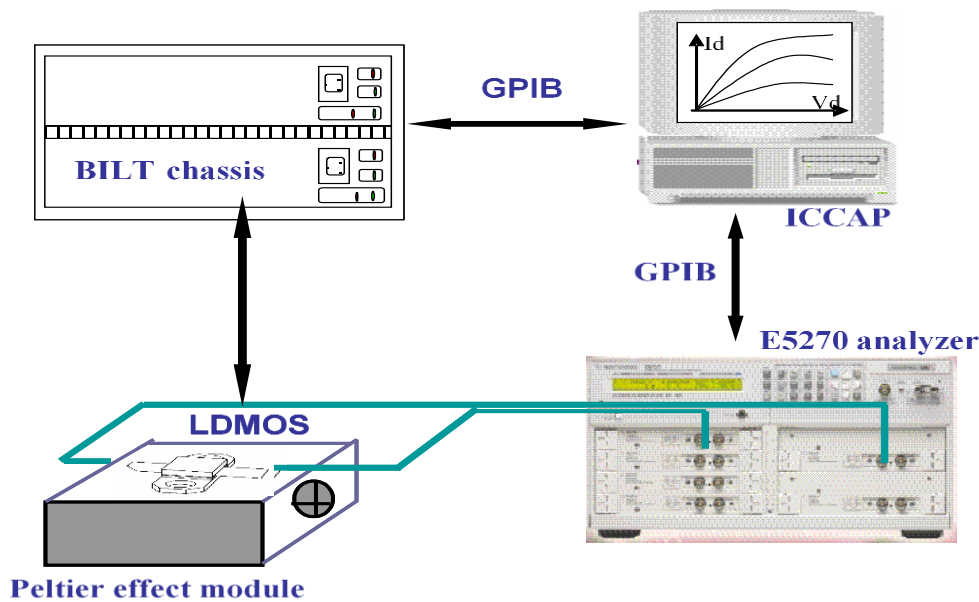 Id
Vd
GPIB
BILT chassis
ICCAP
GPIB
E5270 analyzer
LDMOS
Peltier effect module